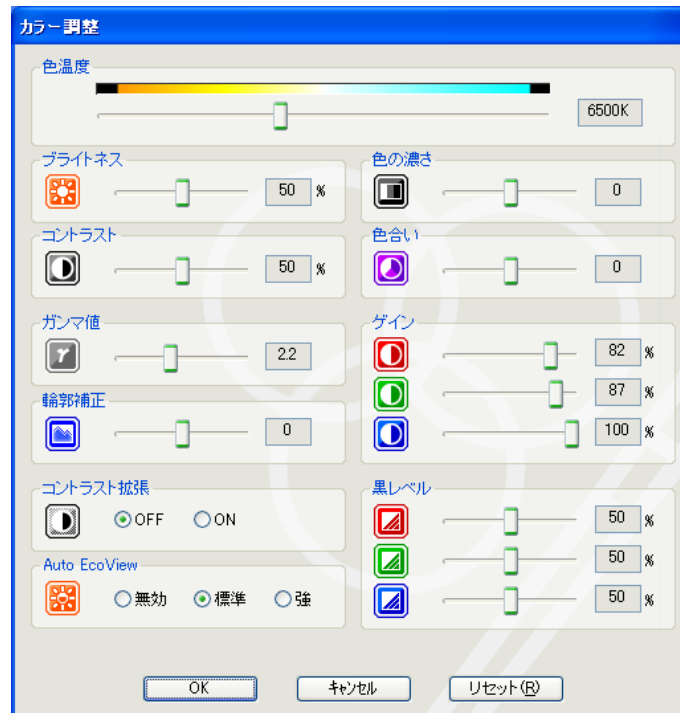 カラー調整
色温度
6500K
ブライトネス
50 %
コントラスト
50 %
ガンマ値
γ
2.2
輪郭補正
0
コントラスト拡張
OFF ON
Auto EcoView
無効 標準 強
色の濃さ
0
色合い
0
ゲイン
82 %
87 %
100 %
黒レベル
50 %
50 %
50 %
OK キャンセル リセット(R)